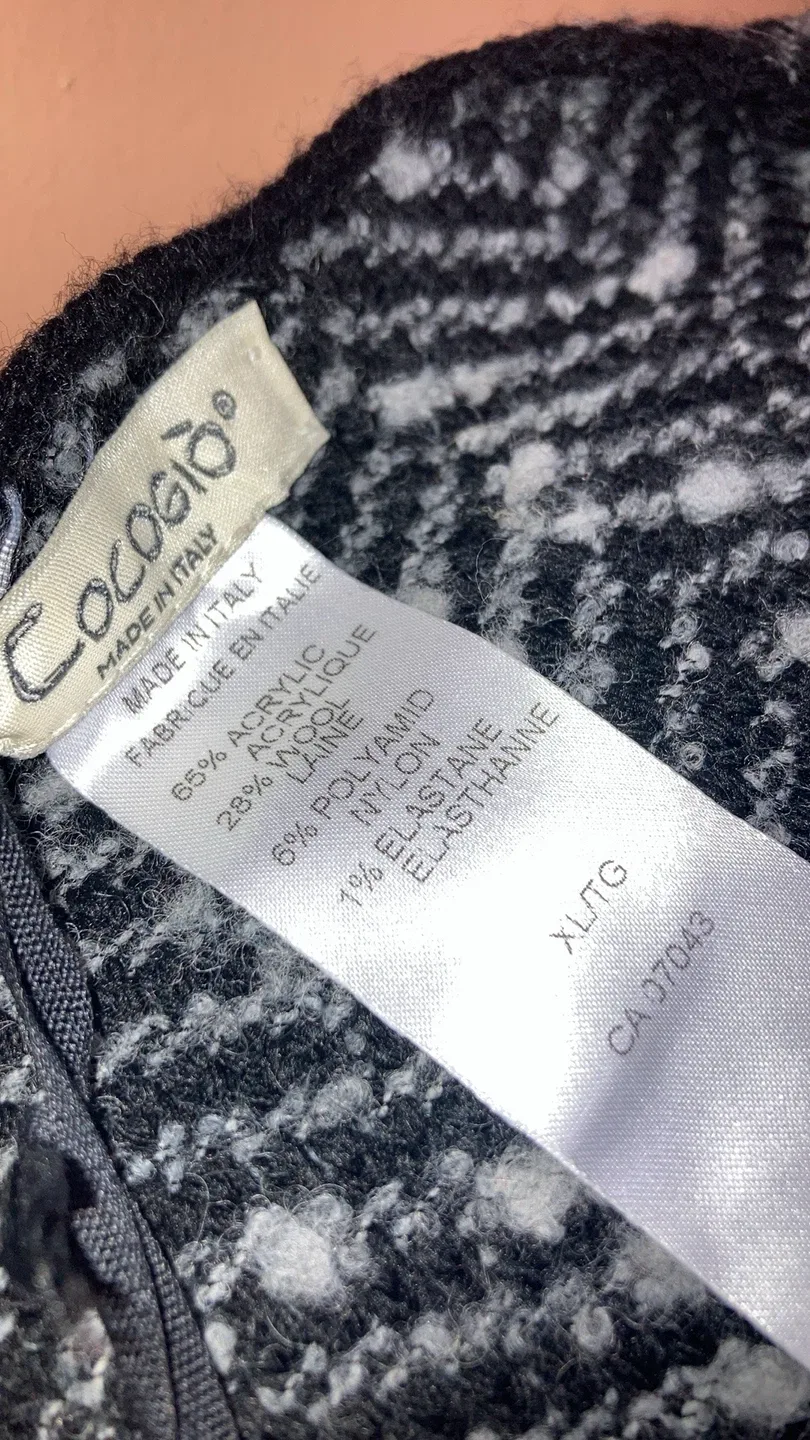 COCOGIÒ®
MADE IN ITALY
MADE IN ITALY
FABRIQUE EN ITALIE
65% ACRYLIC
ACRYLIQUE
28% WOOL
LAINE
6% POLYAMID
NYLON
1% ELASTANE
ELASTHANNE
XL/TG
CA 07043